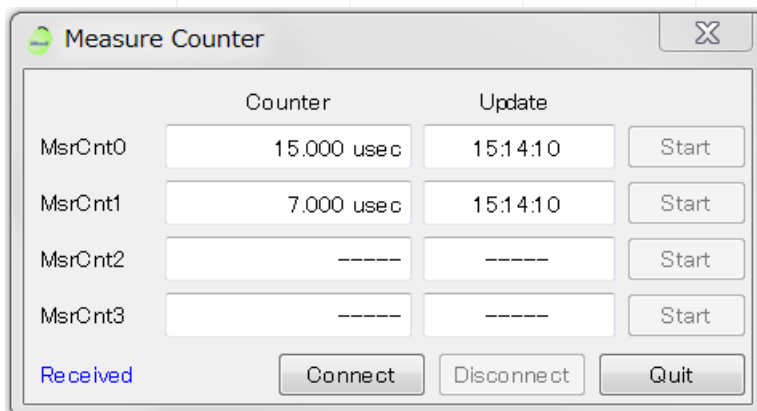 Measure Counter
Counter Update
MsrCnt0 15.000 usec 15:14:10 Start
MsrCnt1 7.000 usec 15:14:10 Start
MsrCnt2 ----- ----- Start
MsrCnt3 ----- ----- Start
Received Connect Disconnect Quit